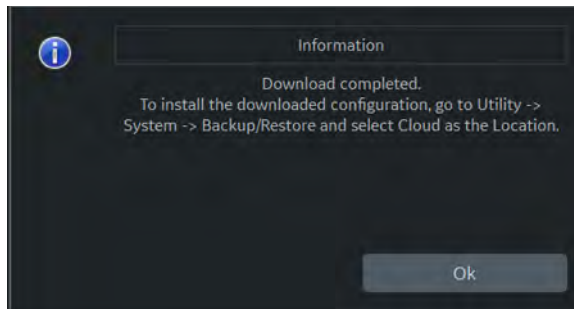 Information
Download completed.
To install the downloaded configuration, go to Utility ->
System -> Backup/Restore and select Cloud as the Location.
Ok